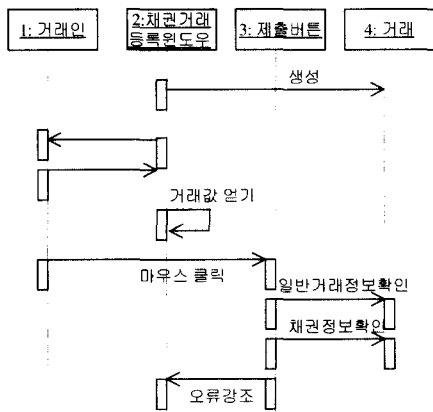 1: 거래인
2:채권거래
등록윈도우
3: 제출버튼
4: 거래
생성
거래값 얻기
마우스 클릭
일반거래정보확인
채권정보확인
오류강조